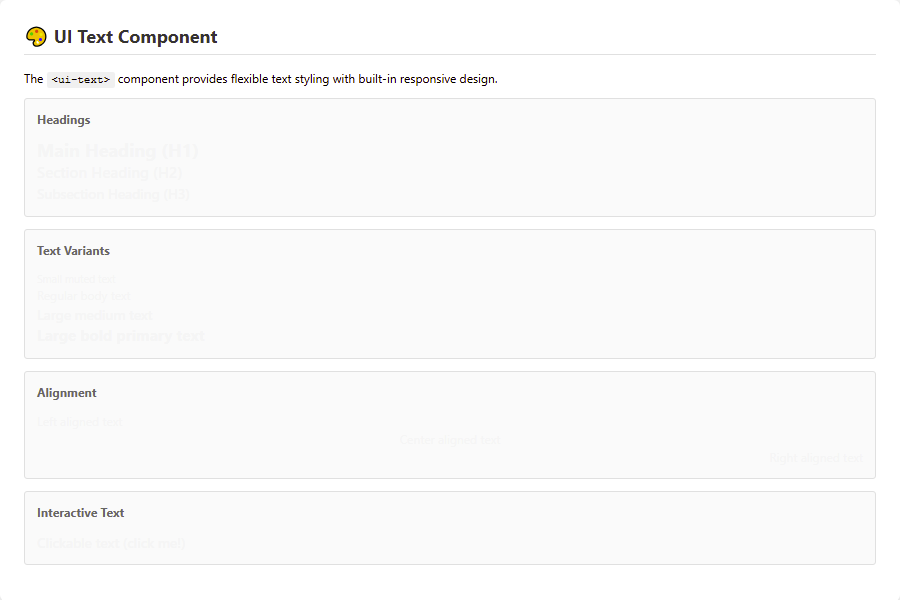 UI Text Component
The <ui-text> component provides flexible text styling with built-in responsive design.
Headings
Main Heading (H1)
Section Heading (H2)
Subsection Heading (H3)
Text Variants
text
Regular body text
Large medium text
Large bold primary text
Alignment
Left aligned text
Center aligned text
Right aligned text
Interactive Text
Clickable text (click me!)